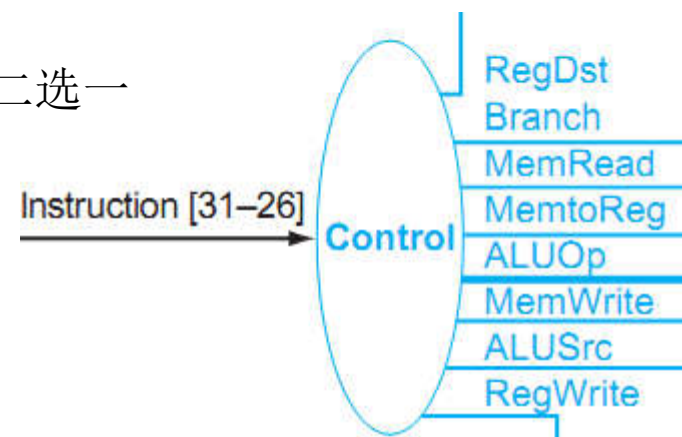 二选一
RegDst
Branch
MemRead
Instruction [31–26]
MemtoReg
Control
ALUOp
MemWrite
ALUSrc
RegWrite